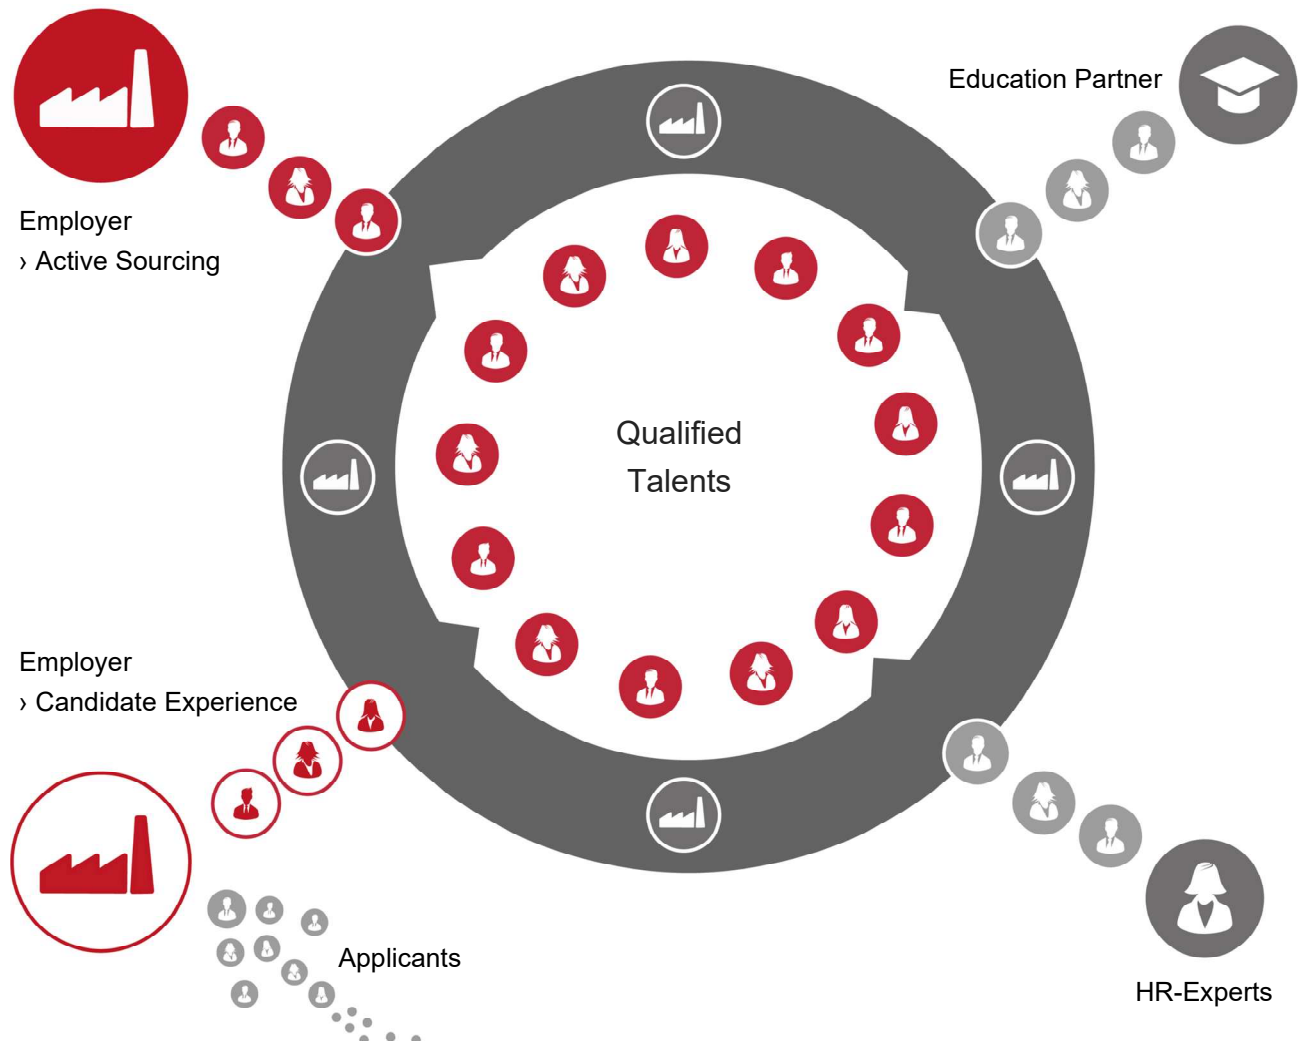 Education Partner
Employer
› Active Sourcing
Qualified
Talents
Employer
› Candidate Experience
Applicants
HR-Experts